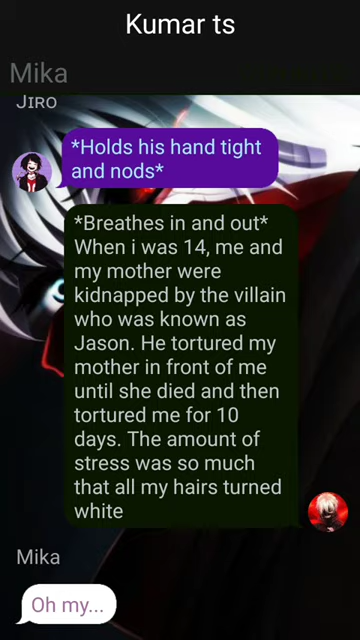 Kumar ts
Mika
Jɪʀᴏ
*Holds his hand tight
and nods*
*Breathes in and out*
When i was 14, me and
my mother were
kidnapped by the villain
who was known as
Jason. He tortured my
mother in front of me
until she died and then
tortured me for 10
days. The amount of
stress was so much
that all my hairs turned
white
Mika
Oh my...